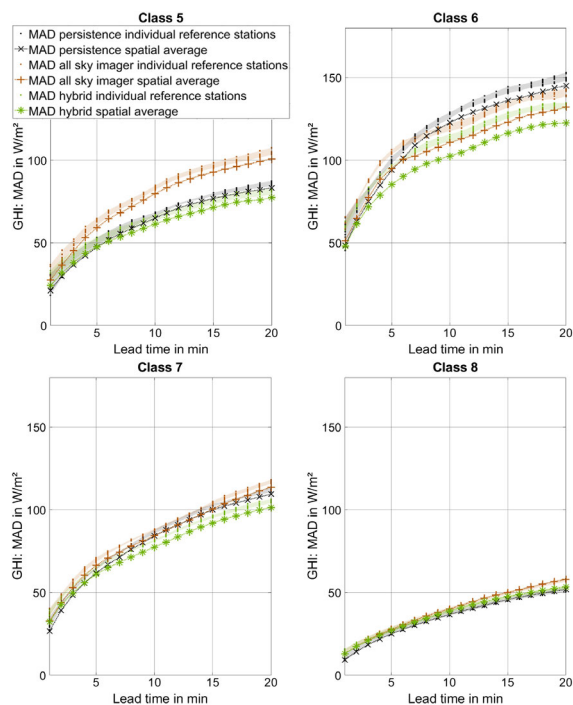 Class 5
MAD persistence individual reference stations
MAD persistence spatial average
MAD all sky imager individual reference stations
MAD all sky imager spatial average
MAD hybrid individual reference stations
MAD hybrid spatial average
100
50
0
5 10 15 20
GHI: MAD in W/m²
Lead time in min
Class 6
150
100
50
0
5 10 15 20
GHI: MAD in W/m²
Lead time in min
Class 7
150
100
50
0
5 10 15 20
GHI: MAD in W/m²
Lead time in min
Class 8
150
100
50
0
5 10 15 20
GHI: MAD in W/m²
Lead time in min